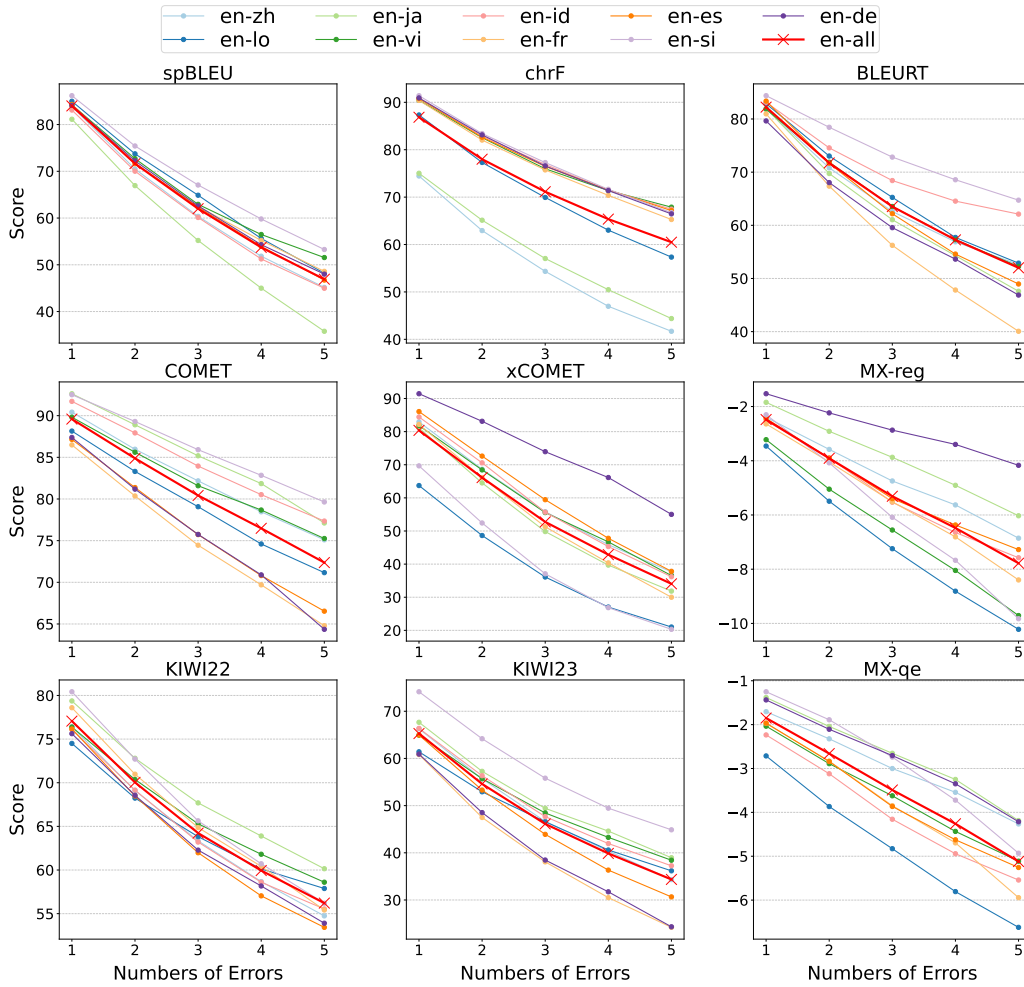 en-zh en-ja en-id en-es en-de
en-lo en-vi en-fr en-si en-all
spBLEU chrF BLEURT
Score
80
70
60
50
40
1 2 3 4 5
90
80
70
60
50
40
1 2 3 4 5
80
70
60
50
40
1 2 3 4 5
COMET xCOMET MX-reg
Score
90
85
80
75
70
65
1 2 3 4 5
90
80
70
60
50
40
30
20
1 2 3 4 5
−2
−4
−6
−8
−10
1 2 3 4 5
KIWI22 KIWI23 MX-qe
Score
80
75
70
65
60
55
1 2 3 4 5
70
60
50
40
30
1 2 3 4 5
−1
−2
−3
−4
−5
−6
1 2 3 4 5
Numbers of Errors Numbers of Errors Numbers of Errors